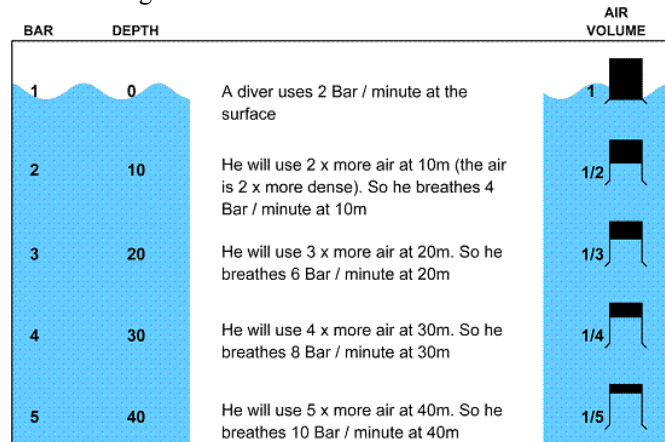 BAR DEPTH AIR
VOLUME
1 0 A diver uses 2 Bar / minute at the 1
surface
2 10 He will use 2 x more air at 10m (the air 1/2
is 2 x more dense). So he breathes 4
Bar / minute at 10m
3 20 He will use 3 x more air at 20m. So he 1/3
breathes 6 Bar / minute at 20m
4 30 He will use 4 x more air at 30m. So he 1/4
breathes 8 Bar / minute at 30m
5 40 He will use 5 x more air at 40m. So he 1/5
breathes 10 Bar / minute at 40m